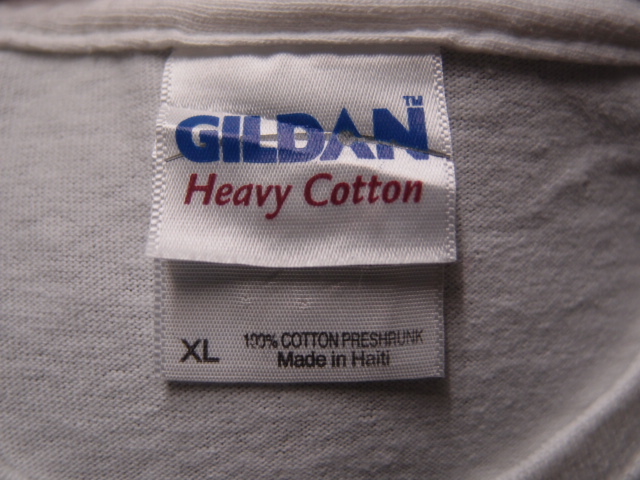 GILDAN™
Heavy Cotton
XL
100% COTTON PRESHRUNK
Made in Haiti